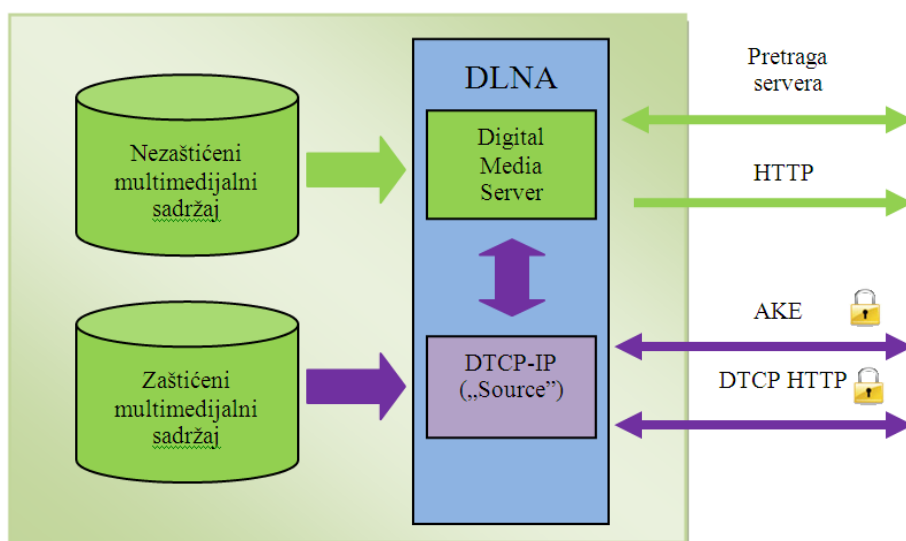 Nezaštićeni
multimedijalni
sadržaj
Zaštićeni
multimedijalni
sadržaj
DLNA
Digital
Media
Server
DTCP-IP
(„Source”)
Pretraga
servera
HTTP
AKE
DTCP HTTP